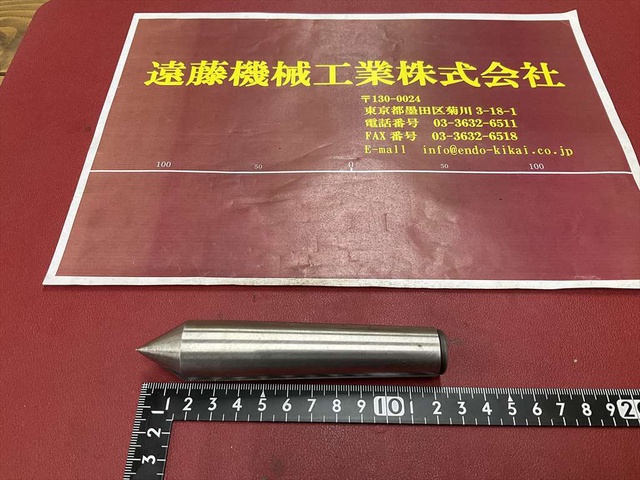 遠藤機械工業株式会社
〒130-0024
東京都墨田区菊川 3-18-1
電話番号 03-3632-6511
FAX 番号 03-3632-6518
E-mail info@endo-kikai.co.jp
100 50 0 50 100
1 2 3 4 5 6 7 8 9 10 1 2 3 4 5 6 7 8 9 20
1 2 3